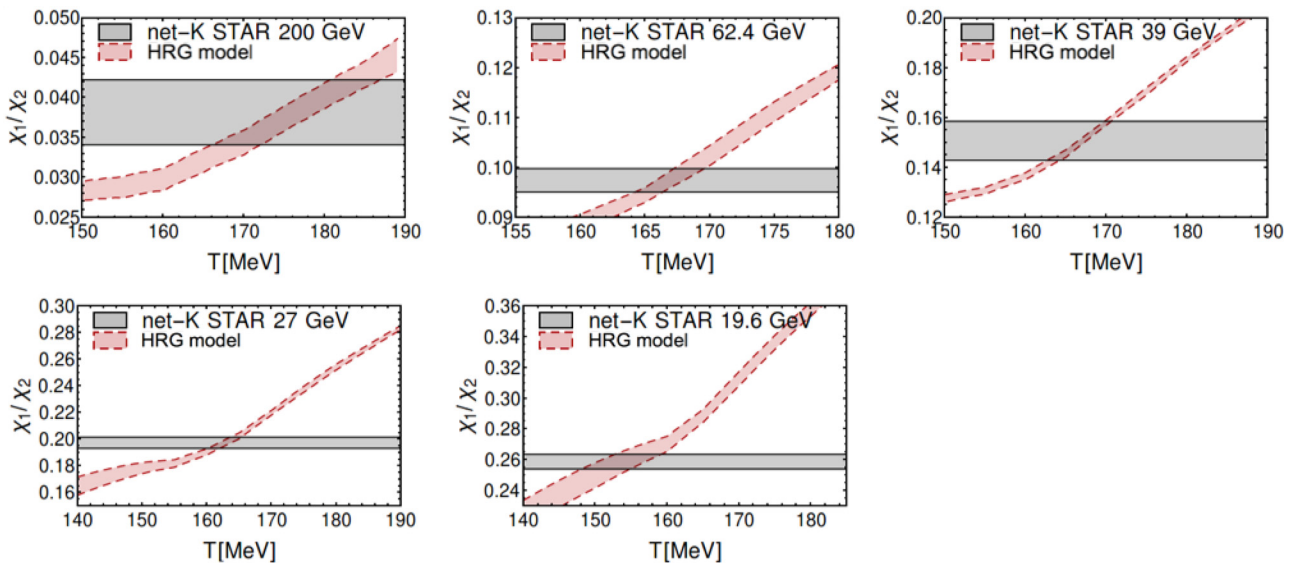 net-K STAR 200 GeV
HRG model
0.050
0.045
0.040
0.035
0.030
0.025
χ₁/χ₂
150 160 170 180 190
T[MeV]
net-K STAR 62.4 GeV
HRG model
0.13
0.12
0.11
0.10
0.09
χ₁/χ₂
155 160 165 170 175 180
T[MeV]
net-K STAR 39 GeV
HRG model
0.20
0.18
0.16
0.14
0.12
χ₁/χ₂
150 160 170 180 190
T[MeV]
net-K STAR 27 GeV
HRG model
0.30
0.28
0.26
0.24
0.22
0.20
0.18
0.16
χ₁/χ₂
140 150 160 170 180 190
T[MeV]
net-K STAR 19.6 GeV
HRG model
0.36
0.34
0.32
0.30
0.28
0.26
0.24
χ₁/χ₂
140 150 160 170 180
T[MeV]